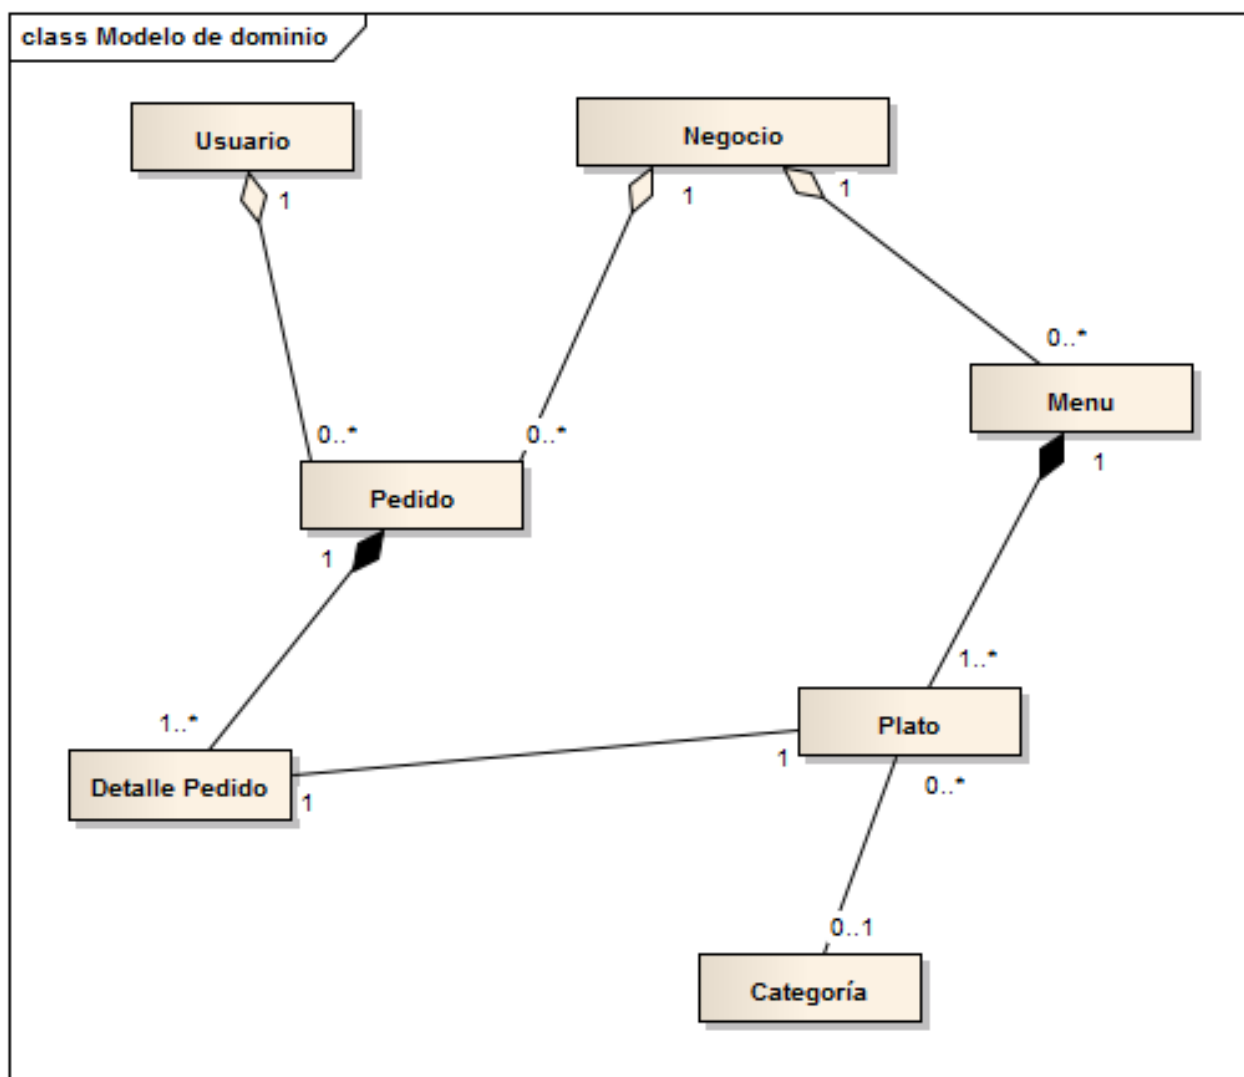 class Modelo de dominio
Usuario
Negocio
1
1
1
0..*
Menu
0..*
0..*
1
Pedido
1
1..*
1..*
Plato
Detalle Pedido
1
1
0..*
0..1
Categoría